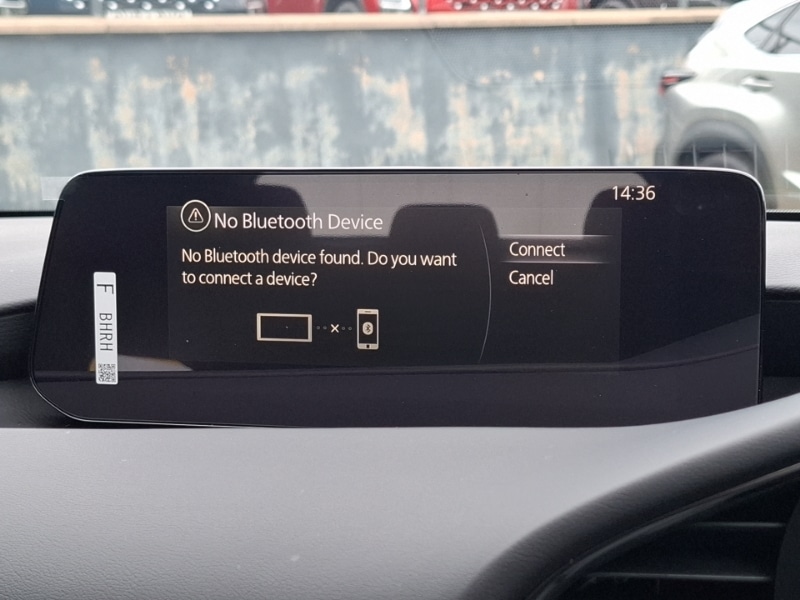 14:36
No Bluetooth Device
No Bluetooth device found. Do you want
to connect a device?
Connect
Cancel
F BHRH